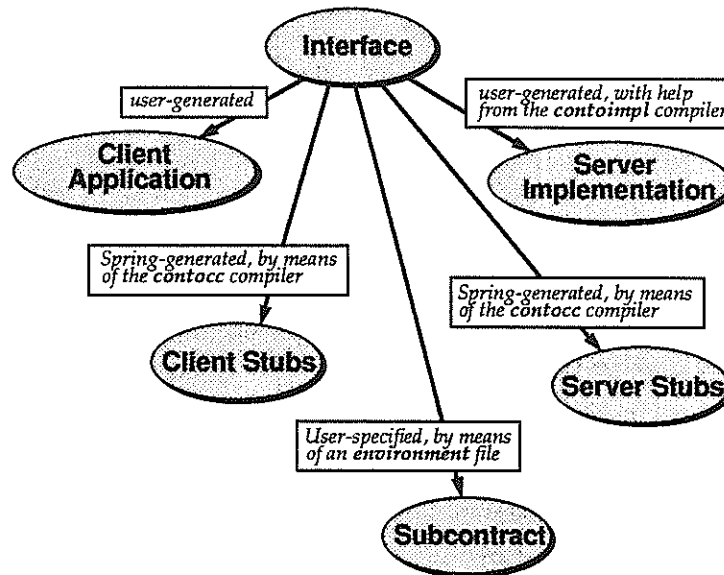 Interface
user-generated
user-generated, with help
from the contoimpl compiler
Client
Application
Server
Implementation
Spring-generated, by means
of the contocc compiler
Spring-generated, by means
of the contocc compiler
Client Stubs
Server Stubs
User-specified, by means
of an environment file
Subcontract